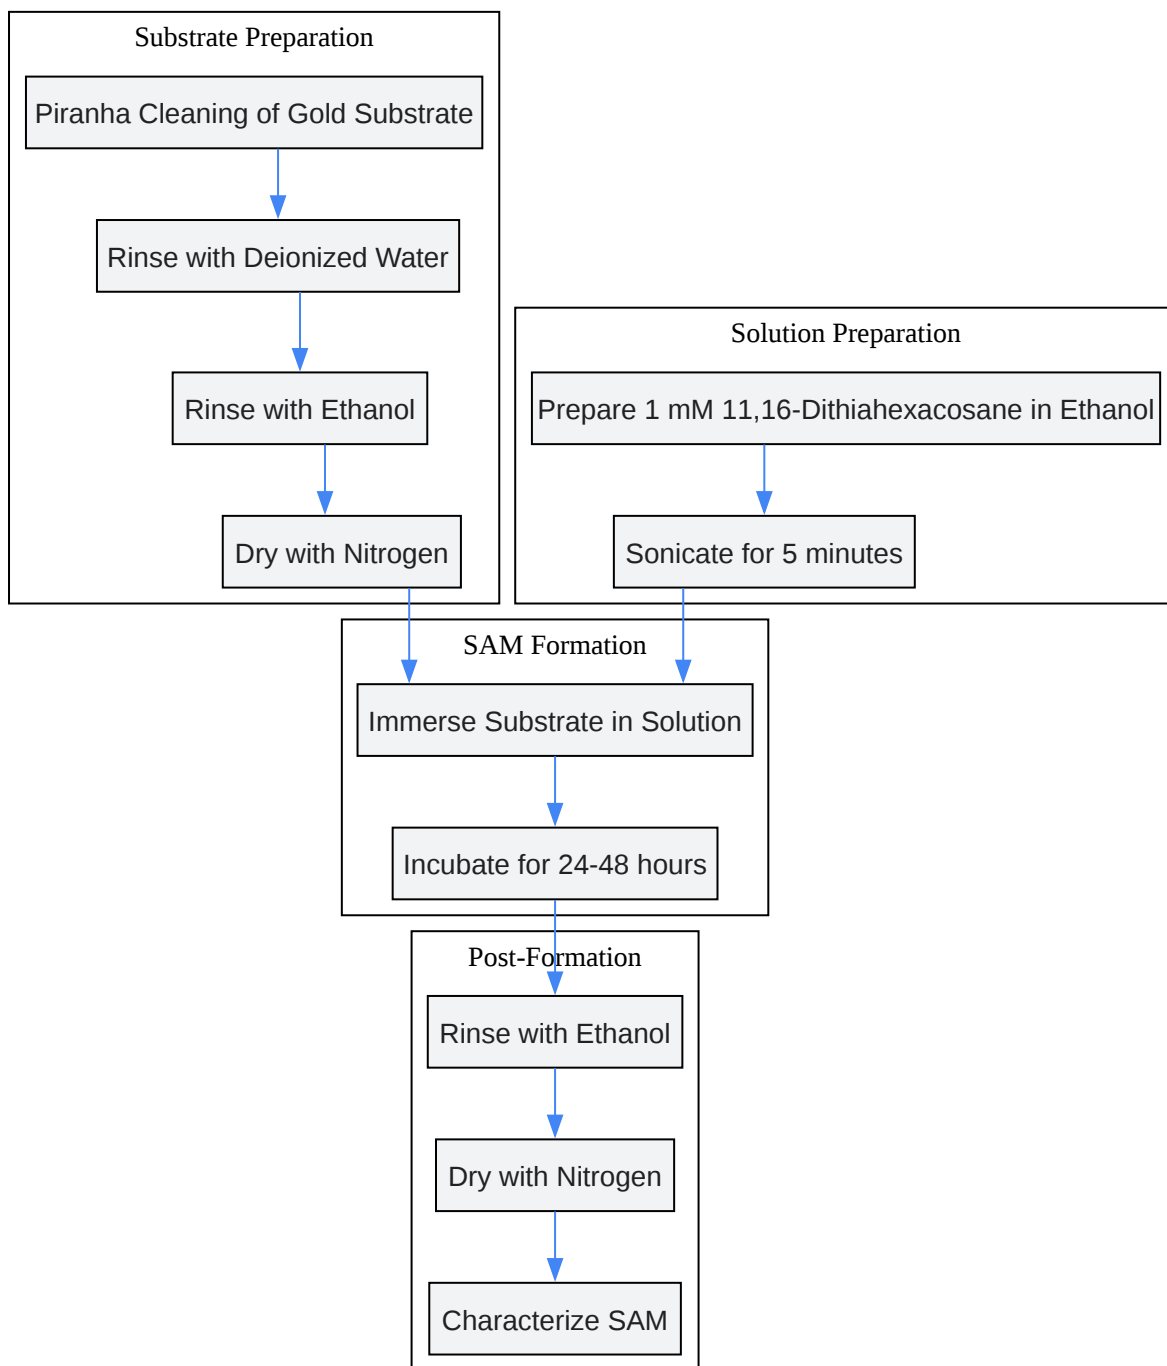 Substrate Preparation
Piranha Cleaning of Gold Substrate
Rinse with Deionized Water
Rinse with Ethanol
Dry with Nitrogen
Solution Preparation
Prepare 1 mM 11,16-Dithiahexacosane in Ethanol
Sonicate for 5 minutes
SAM Formation
Immerse Substrate in Solution
Incubate for 24-48 hours
Post-Formation
Rinse with Ethanol
Dry with Nitrogen
Characterize SAM